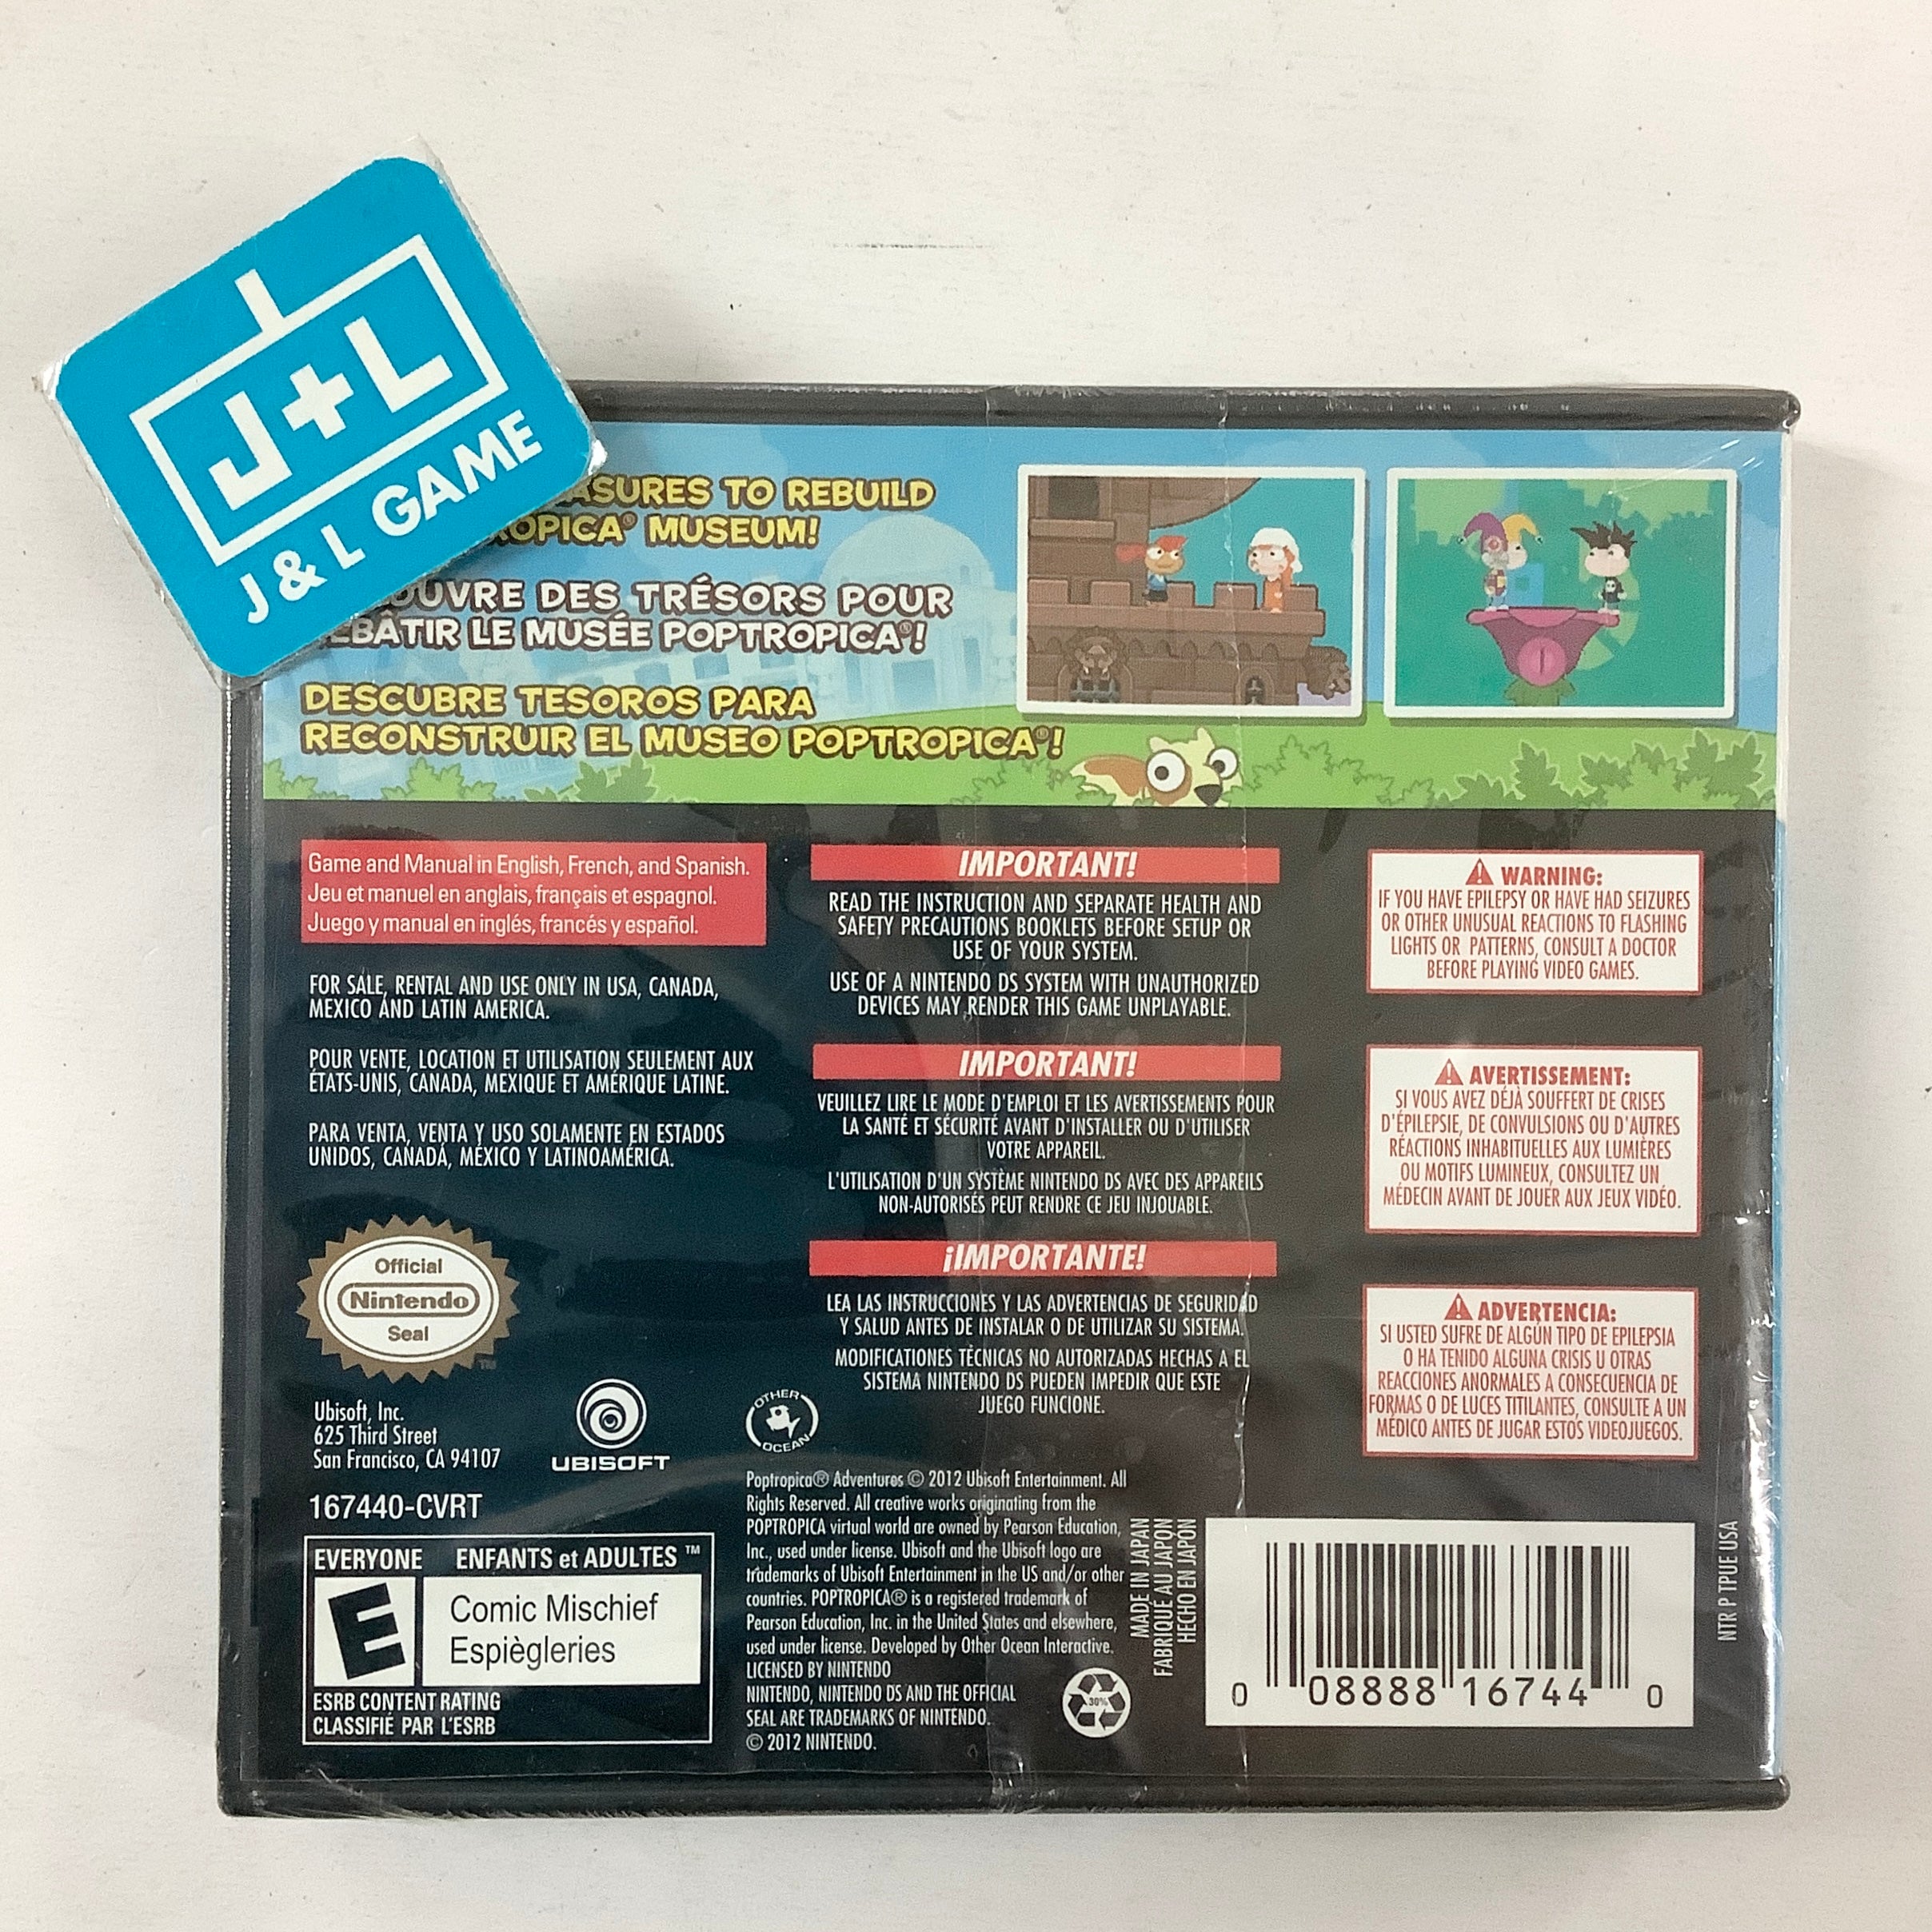 J+L
J & L GAME
TO REBUILD
MUSEUM!
DES TRÉSORS POUR
LE MUSÉE POPTROPICA®!
DESCUBRE TESOROS PARA
RECONSTRUIR EL MUSEO POPTROPICA®!
Game and Manual in English, French, and Spanish.
Jeu et manuel en anglais, français et espagnol.
Juego y manual en inglés, francés y español.
FOR SALE, RENTAL AND USE ONLY IN USA, CANADA,
MEXICO AND LATIN AMERICA.
POUR VENTE, LOCATION ET UTILISATION SEULEMENT AUX
ÉTATS-UNIS, CANADA, MEXIQUE ET AMÉRIQUE LATINE.
PARA VENTA, VENTA Y USO SOLAMENTE EN ESTADOS
UNIDOS, CANADÁ, MÉXICO Y LATINOAMÉRICA.
Official
Nintendo
Seal
TM
Ubisoft, Inc.
625 Third Street
San Francisco, CA 94107
UBISOFT
167440-CVRT
EVERYONE ENFANTS et ADULTES ™
E
Comic Mischief
Espiègleries
ESRB CONTENT RATING
CLASSIFIÉ PAR L'ESRB
IMPORTANT!
READ THE INSTRUCTION AND SEPARATE HEALTH AND
SAFETY PRECAUTIONS BOOKLETS BEFORE SETUP OR
USE OF YOUR SYSTEM.
USE OF A NINTENDO DS SYSTEM WITH UNAUTHORIZED
DEVICES MAY RENDER THIS GAME UNPLAYABLE.
IMPORTANT!
VEUILLEZ LIRE LE MODE D'EMPLOI ET LES AVERTISSEMENTS POUR
LA SANTÉ ET SÉCURITÉ AVANT D'INSTALLER OU D'UTILISER
VOTRE APPAREIL.
L'UTILISATION D'UN SYSTÈME NINTENDO DS AVEC DES APPAREILS
NON-AUTORISÉS PEUT RENDRE CE JEU INJOUABLE.
¡IMPORTANTE!
LEA LAS INSTRUCCIONES Y LAS ADVERTENCIAS DE SEGURIDAD
Y SALUD ANTES DE INSTALAR O DE UTILIZAR SU SISTEMA.
MODIFICATIONES TÈCNICAS NO AUTORIZADAS HECHAS A EL
SISTEMA NINTENDO DS PUEDEN IMPEDIR QUE ESTE
JUEGO FUNCIONE.
OTHER
OCEAN
Poptropica® Adventures © 2012 Ubisoft Entertainment. All
Rights Reserved. All creative works originating from the
POPTROPICA virtual world are owned by Pearson Education,
Inc., used under license. Ubisoft and the Ubisoft logo are
trademarks of Ubisoft Entertainment in the US and/or other
countries. POPTROPICA® is a registered trademark of
Pearson Education, Inc. in the United States and elsewhere,
used under license. Developed by Other Ocean Interactive.
LICENSED BY NINTENDO
NINTENDO, NINTENDO DS AND THE OFFICIAL
SEAL ARE TRADEMARKS OF NINTENDO.
© 2012 NINTENDO.
30%
MADE IN JAPAN
FABRIQUÉ AU JAPON
HECHO EN JAPON
WARNING:
IF YOU HAVE EPILEPSY OR HAVE HAD SEIZURES
OR OTHER UNUSUAL REACTIONS TO FLASHING
LIGHTS OR PATTERNS, CONSULT A DOCTOR
BEFORE PLAYING VIDEO GAMES.
AVERTISSEMENT:
SI VOUS AVEZ DÉJÀ SOUFFERT DE CRISES
D'ÉPILEPSIE, DE CONVULSIONS OU D'AUTRES
RÉACTIONS INHABITUELLES AUX LUMIÈRES
OU MOTIFS LUMINEUX, CONSULTEZ UN
MÉDECIN AVANT DE JOUER AUX JEUX VIDÉO.
ADVERTENCIA:
SI USTED SUFRE DE ALGÚN TIPO DE EPILEPSIA
O HA TENIDO ALGUNA CRISIS U OTRAS
REACCIONES ANORMALES A CONSECUENCIA DE
FORMAS O DE LUCES TITILANTES, CONSULTE A UN
MÉDICO ANTES DE JUGAR ESTOS VIDEOJUEGOS.
0 08888 16744 0
NTR P TPUE USA